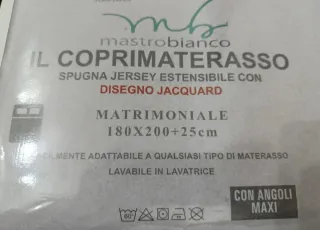 mb
mastrobianco
IL COPRIMATERASSO
SPUGNA JERSEY ESTENSIBILE CON
DISEGNO JACQUARD
MATRIMONIALE
180X200+25cm
FACILMENTE ADATTABILE A QUALSIASI TIPO DI MATERASSO
LAVABILE IN LAVATRICE
CON ANGOLI
MAXI